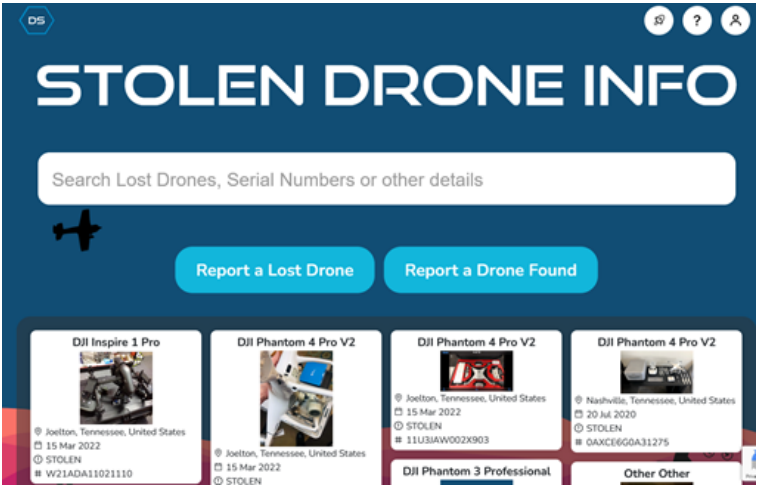 DS
?
STOLEN DRONE INFO
Search Lost Drones, Serial Numbers or other details
Report a Lost Drone
Report a Drone Found
DJI Inspire 1 Pro
Joelton, Tennessee, United States
15 Mar 2022
STOLEN
# W21ADA11021110
DJI Phantom 4 Pro V2
Joelton, Tennessee, United States
15 Mar 2022
STOLEN
DJI Phantom 4 Pro V2
Joelton, Tennessee, United States
15 Mar 2022
STOLEN
# 11U3JAW002X903
DJI Phantom 3 Professional
DJI Phantom 4 Pro V2
Nashville, Tennessee, United States
20 Jul 2020
STOLEN
# 0AXCE6G0A31275
Other Other